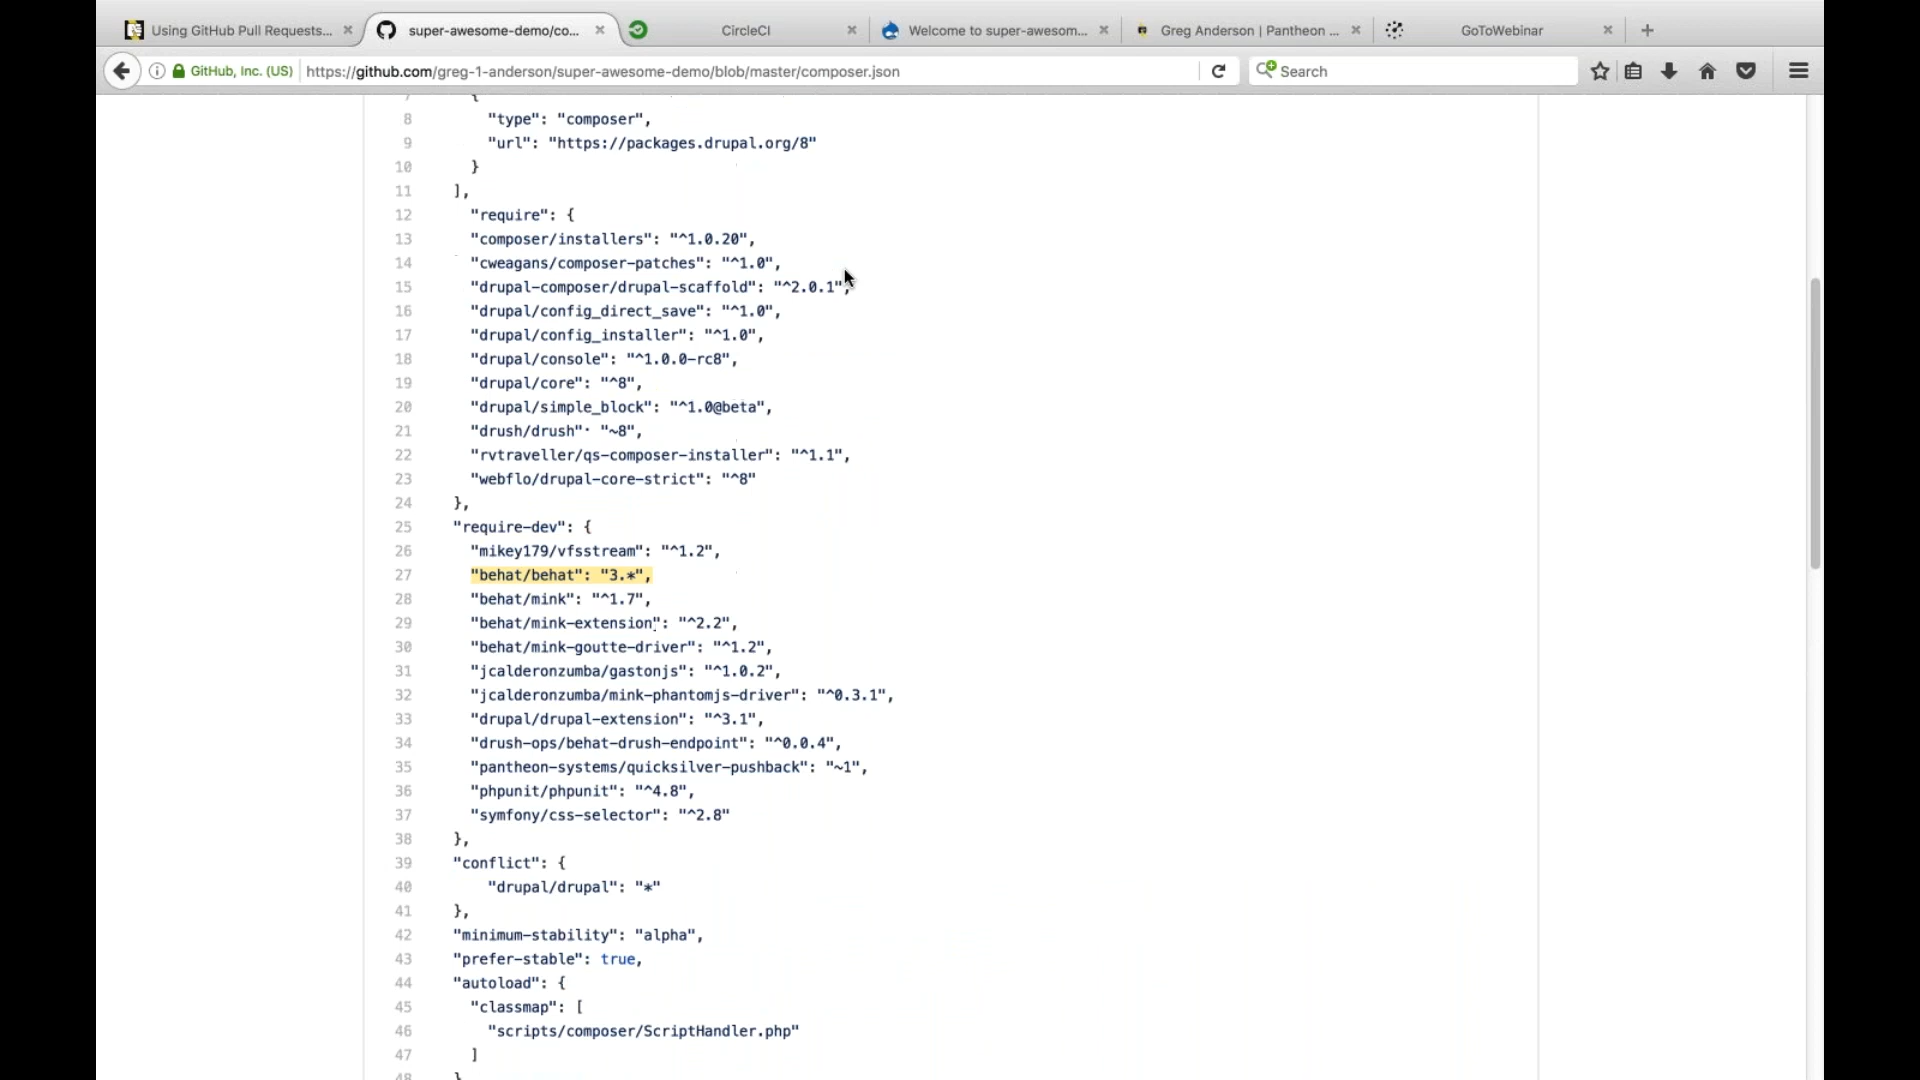 Using GitHub Pull Requests...
super-awesome-demo/co...
CircleCI
Welcome to super-awesom...
Greg Anderson | Pantheon ...
GoToWebinar
GitHub, Inc. (US)
https://github.com/greg-1-anderson/super-awesome-demo/blob/master/composer.json
Search
7 {
8 "type": "composer",
9 "url": "https://packages.drupal.org/8"
10 }
11 ],
12 "require": {
13 "composer/installers": "^1.0.20",
14 "cweagans/composer-patches": "^1.0",
15 "drupal-composer/drupal-scaffold": "^2.0.1",
16 "drupal/config_direct_save": "^1.0",
17 "drupal/config_installer": "^1.0",
18 "drupal/console": "^1.0.0-rc8",
19 "drupal/core": "^8",
20 "drupal/simple_block": "^1.0@beta",
21 "drush/drush": "~8",
22 "rvtraveller/qs-composer-installer": "^1.1",
23 "webflo/drupal-core-strict": "^8"
24 },
25 "require-dev": {
26 "mikey179/vfsstream": "^1.2",
27 "behat/behat": "3.*",
28 "behat/mink": "^1.7",
29 "behat/mink-extension": "^2.2",
30 "behat/mink-goutte-driver": "^1.2",
31 "jcalderonzumba/gastonjs": "^1.0.2",
32 "jcalderonzumba/mink-phantomjs-driver": "^0.3.1",
33 "drupal/drupal-extension": "^3.1",
34 "drush-ops/behat-drush-endpoint": "^0.0.4",
35 "pantheon-systems/quicksilver-pushback": "~1",
36 "phpunit/phpunit": "^4.8",
37 "symfony/css-selector": "^2.8"
38 },
39 "conflict": {
40 "drupal/drupal": "*"
41 },
42 "minimum-stability": "alpha",
43 "prefer-stable": true,
44 "autoload": {
45 "classmap": [
46 "scripts/composer/ScriptHandler.php"
47 ]
48 }